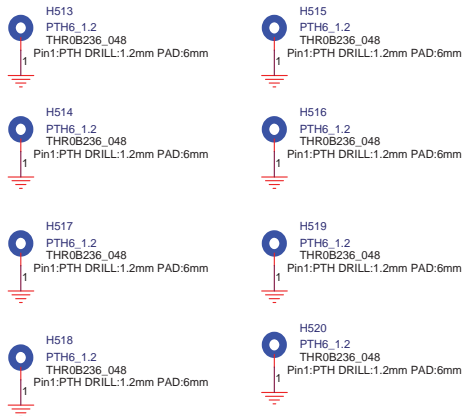 H513
PTH6_1.2
THR0B236_048
Pin1:PTH DRILL:1.2mm PAD:6mm
1
H515
PTH6_1.2
THR0B236_048
Pin1:PTH DRILL:1.2mm PAD:6mm
1
H514
PTH6_1.2
THR0B236_048
Pin1:PTH DRILL:1.2mm PAD:6mm
1
H516
PTH6_1.2
THR0B236_048
Pin1:PTH DRILL:1.2mm PAD:6mm
1
H517
PTH6_1.2
THR0B236_048
Pin1:PTH DRILL:1.2mm PAD:6mm
1
H519
PTH6_1.2
THR0B236_048
Pin1:PTH DRILL:1.2mm PAD:6mm
1
H518
PTH6_1.2
THR0B236_048
Pin1:PTH DRILL:1.2mm PAD:6mm
1
H520
PTH6_1.2
THR0B236_048
Pin1:PTH DRILL:1.2mm PAD:6mm
1